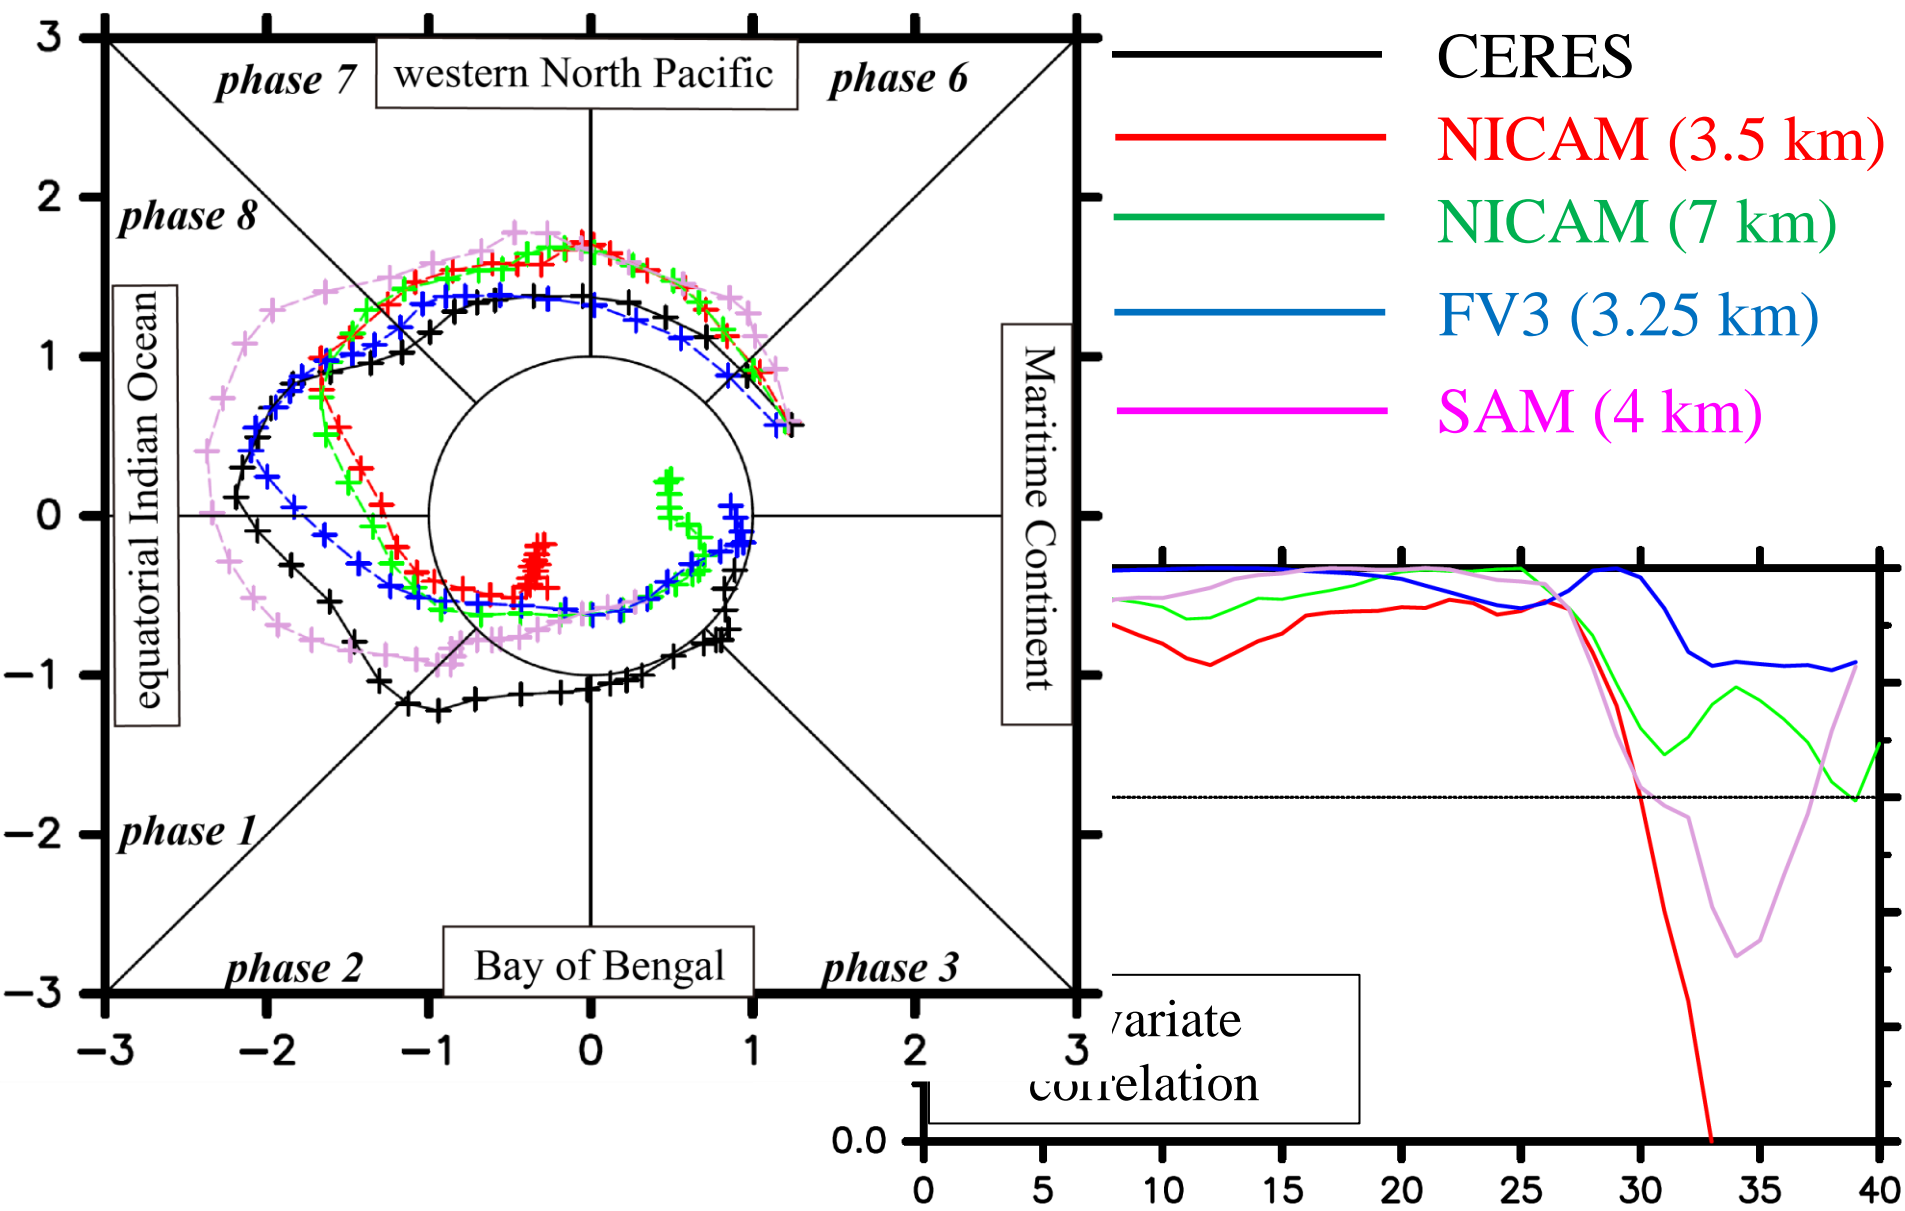 3
2
1
0
−1
−2
−3
−3
−2
−1
0
1
2
3
phase 7
western North Pacific
phase 6
phase 8
equatorial Indian Ocean
Maritime Continent
phase 1
phase 2
Bay of Bengal
phase 3
CERES
NICAM (3.5 km)
NICAM (7 km)
FV3 (3.25 km)
SAM (4 km)
variate
correlation
0.0
0
5
10
15
20
25
30
35
40